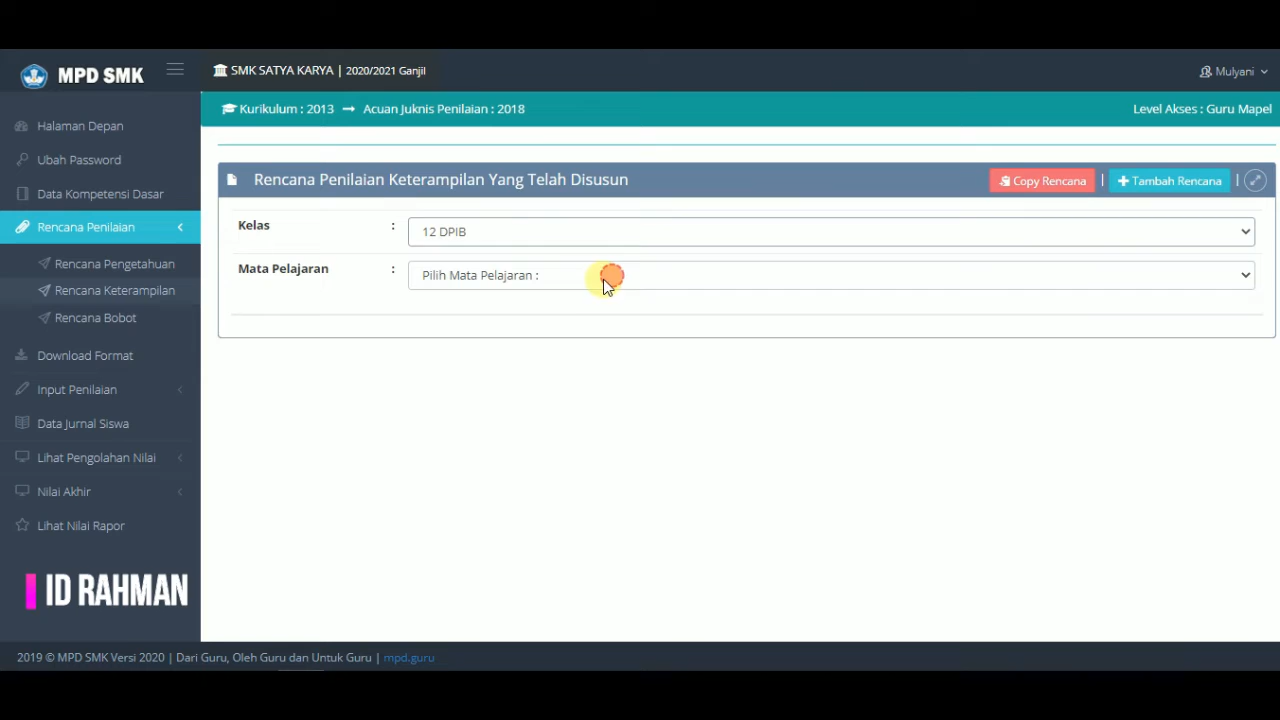 MPD SMK
SMK SATYA KARYA | 2020/2021 Ganjil
Mulyani
Kurikulum : 2013 → Acuan Juknis Penilaian : 2018
Level Akses : Guru Mapel
Halaman Depan
Ubah Password
Data Kompetensi Dasar
Rencana Penilaian
Rencana Pengetahuan
Rencana Keterampilan
Rencana Bobot
Download Format
Input Penilaian
Data Jurnal Siswa
Lihat Pengolahan Nilai
Nilai Akhir
Lihat Nilai Rapor
ID RAHMAN
Rencana Penilaian Keterampilan Yang Telah Disusun
Copy Rencana | + Tambah Rencana |
Kelas : 12 DPIB
Mata Pelajaran : Pilih Mata Pelajaran :
2019 © MPD SMK Versi 2020 | Dari Guru, Oleh Guru dan Untuk Guru | mpd.guru